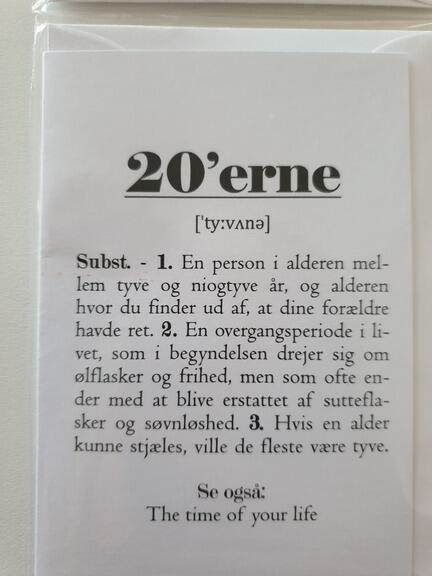 20’erne
[ˈtyːvʌnə]
Subst. - 1. En person i alderen mel-
lem tyve og niogtyve år, og alderen
hvor du finder ud af, at dine forældre
havde ret. 2. En overgangsperiode i li-
vet, som i begyndelsen drejer sig om
ølflasker og frihed, men som ofte en-
der med at blive erstattet af suttefla-
sker og søvnløshed. 3. Hvis en alder
kunne stjæles, ville de fleste være tyve.
Se også:
The time of your life